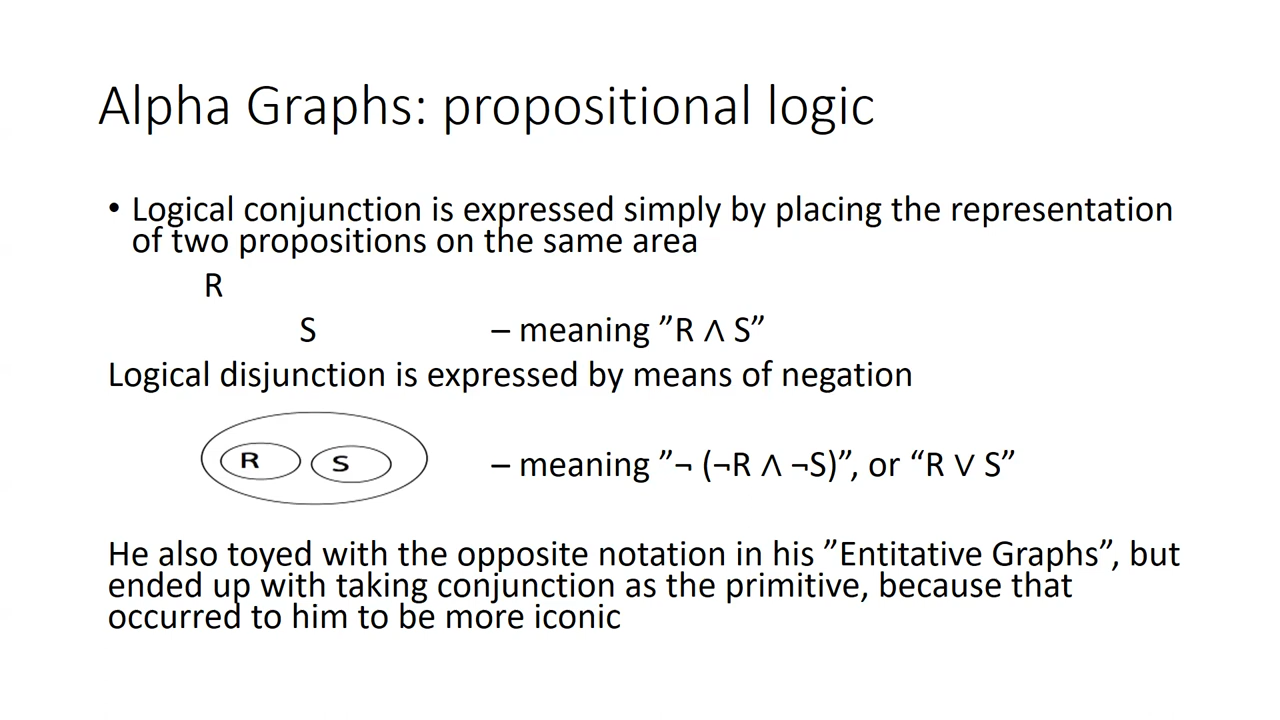 Alpha Graphs: propositional logic
• Logical conjunction is expressed simply by placing the representation
of two propositions on the same area
R
S – meaning ”R ∧ S”
Logical disjunction is expressed by means of negation
R S – meaning ”¬ (¬R ∧ ¬S)”, or “R ∨ S”
He also toyed with the opposite notation in his ”Entitative Graphs”, but
ended up with taking conjunction as the primitive, because that
occurred to him to be more iconic